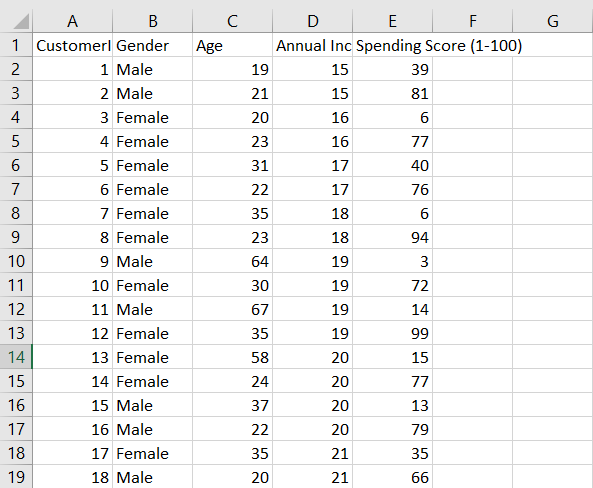 A B C D E F G
1 CustomerI Gender Age Annual Inc Spending Score (1-100)
2 1 Male 19 15 39
3 2 Male 21 15 81
4 3 Female 20 16 6
5 4 Female 23 16 77
6 5 Female 31 17 40
7 6 Female 22 17 76
8 7 Female 35 18 6
9 8 Female 23 18 94
10 9 Male 64 19 3
11 10 Female 30 19 72
12 11 Male 67 19 14
13 12 Female 35 19 99
14 13 Female 58 20 15
15 14 Female 24 20 77
16 15 Male 37 20 13
17 16 Male 22 20 79
18 17 Female 35 21 35
19 18 Male 20 21 66